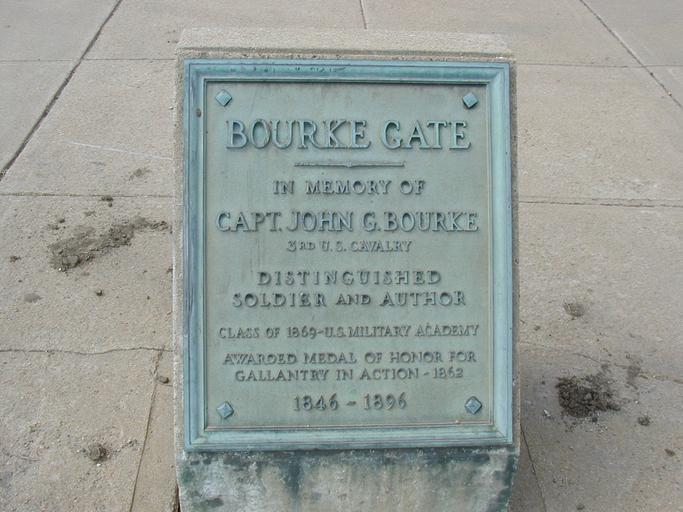 BOURKE GATE
IN MEMORY OF
CAPT. JOHN G. BOURKE
3RD U.S. CAVALRY
DISTINGUISHED
SOLDIER AND AUTHOR
CLASS OF 1869-U.S. MILITARY ACADEMY
AWARDED MEDAL OF HONOR FOR
GALLANTRY IN ACTION - 1862
1846 - 1896